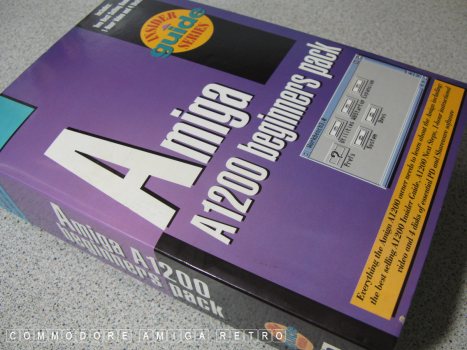 INSIDER
guide
SERIES
Amiga
A1200 beginners pack
Everything the Amiga A1200 owner needs to learn about the Amiga including:
the best selling A1200 Insider Guide, A1200 Next Steps, 1 hour instructional
video and 4 disks of essential PD and Shareware software
Amiga A1200
beginners pack
COMMODORE AMIGA RETRO